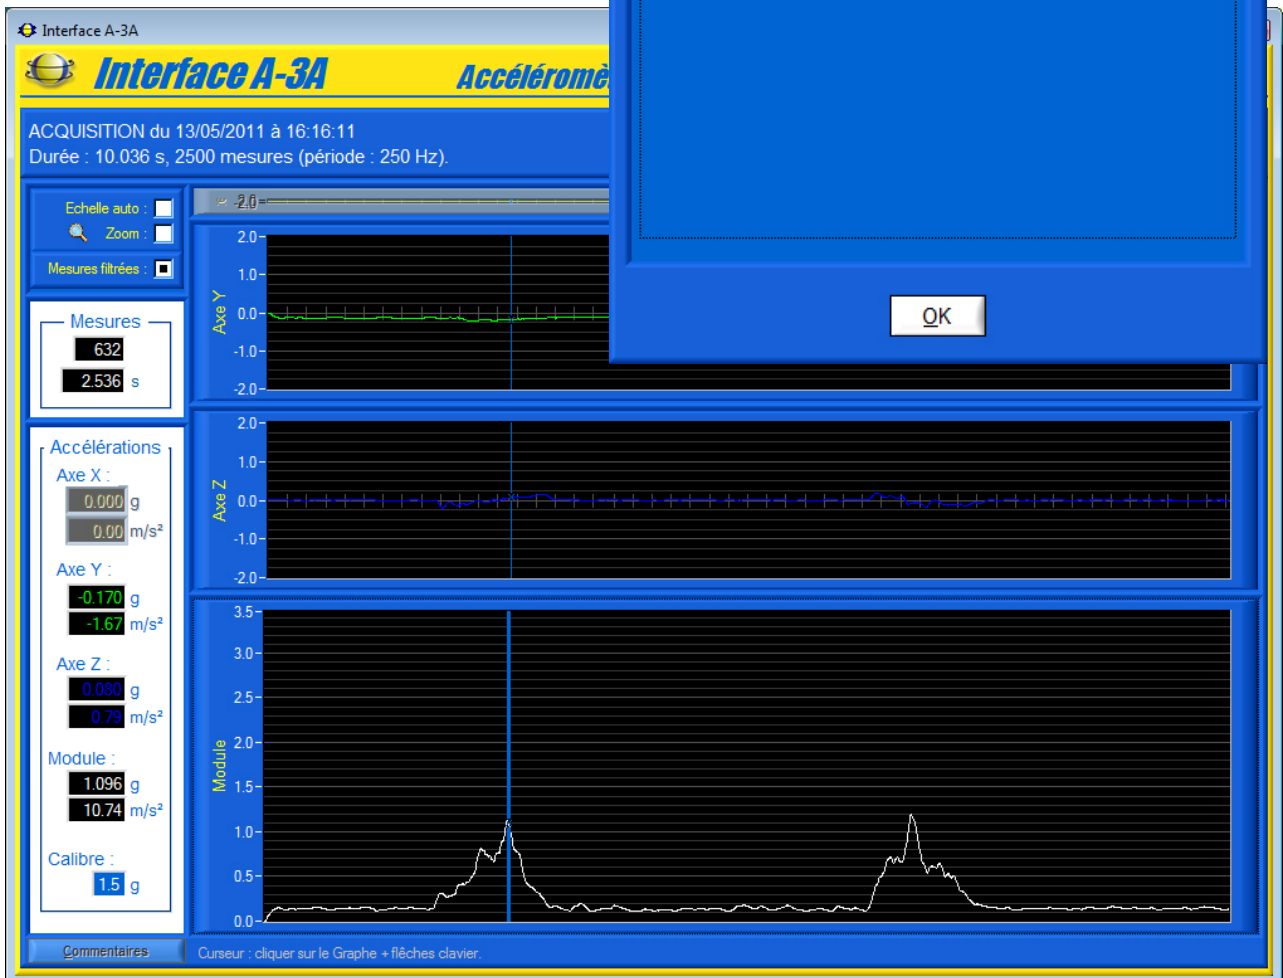 Interface A-3A
Interface A-3A
Accéléromè
ACQUISITION du 13/05/2011 à 16:16:11
Durée : 10.036 s, 2500 mesures (période : 250 Hz).
Echelle auto :
Zoom :
Mesures filtrées :
Mesures
632
2.536 s
Accélérations
Axe X :
0.000 g
0.00 m/s²
Axe Y :
-0.170 g
-1.67 m/s²
Axe Z :
0.080 g
0.79 m/s²
Module :
1.096 g
10.74 m/s²
Calibre :
1.5 g
Commentaires
-2.0
Axe Y
2.0
1.0
0.0
-1.0
-2.0
Axe Z
2.0
1.0
0.0
-1.0
-2.0
Module
3.5
3.0
2.5
2.0
1.5
1.0
0.5
0.0
Curseur : cliquer sur le Graphe + flêches clavier.
OK